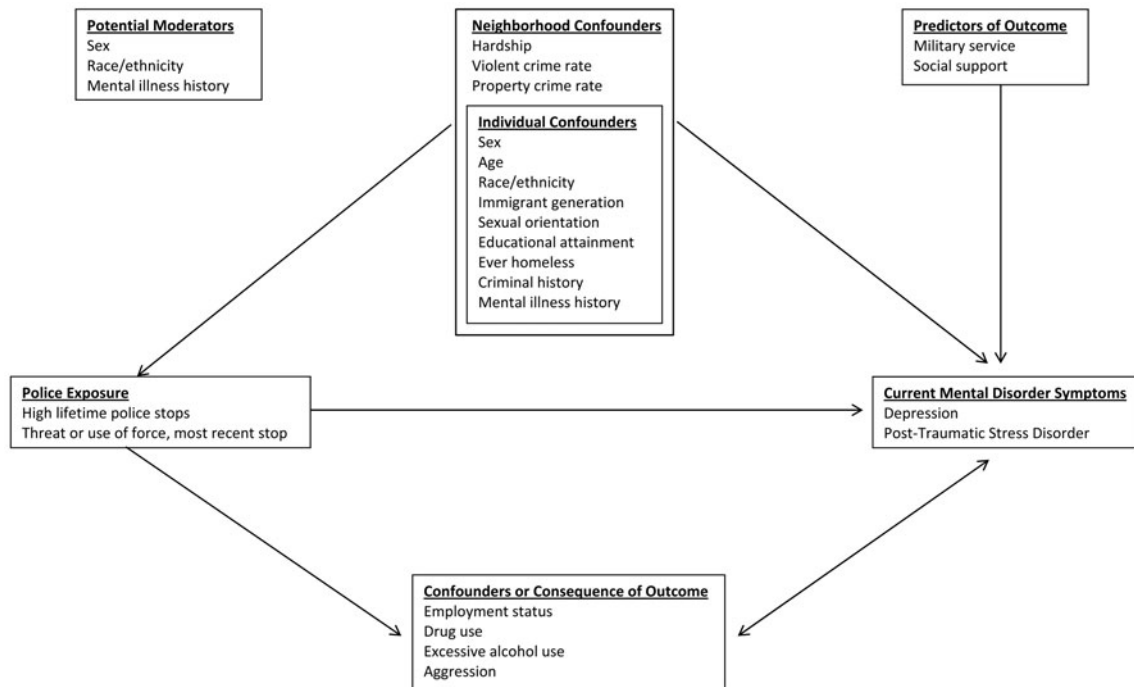 Potential Moderators
Sex
Race/ethnicity
Mental illness history
Neighborhood Confounders
Hardship
Violent crime rate
Property crime rate
Individual Confounders
Sex
Age
Race/ethnicity
Immigrant generation
Sexual orientation
Educational attainment
Ever homeless
Criminal history
Mental illness history
Predictors of Outcome
Military service
Social support
Police Exposure
High lifetime police stops
Threat or use of force, most recent stop
Current Mental Disorder Symptoms
Depression
Post-Traumatic Stress Disorder
Confounders or Consequence of Outcome
Employment status
Drug use
Excessive alcohol use
Aggression